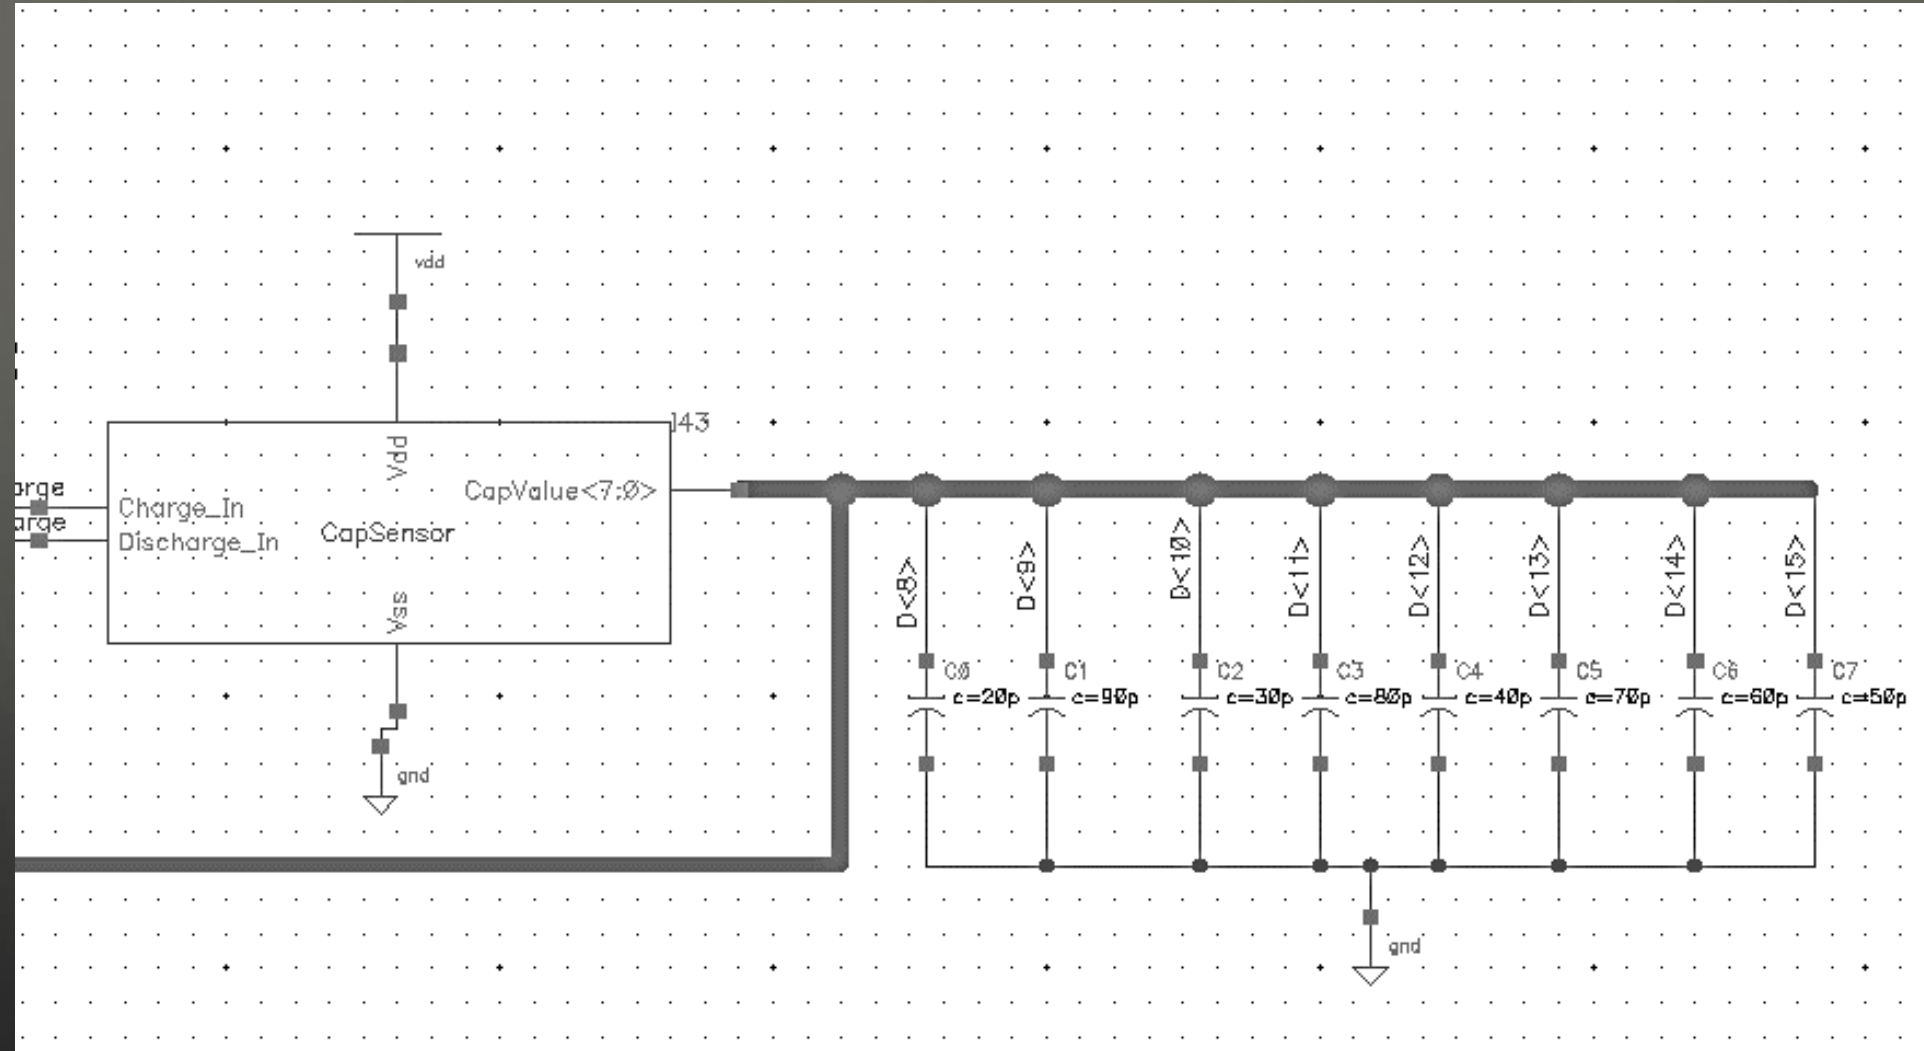 vdd
I43
Vdd
arge
CapValue<7:0>
Charge_In
arge
CapSensor
Discharge_In
Vss
gnd
D<8>
D<9>
D<10>
D<11>
D<12>
D<13>
D<14>
D<15>
C0
c=20p
C1
c=90p
C2
c=30p
C3
c=80p
C4
c=40p
C5
c=70p
C6
c=60p
C7
c=50p
gnd